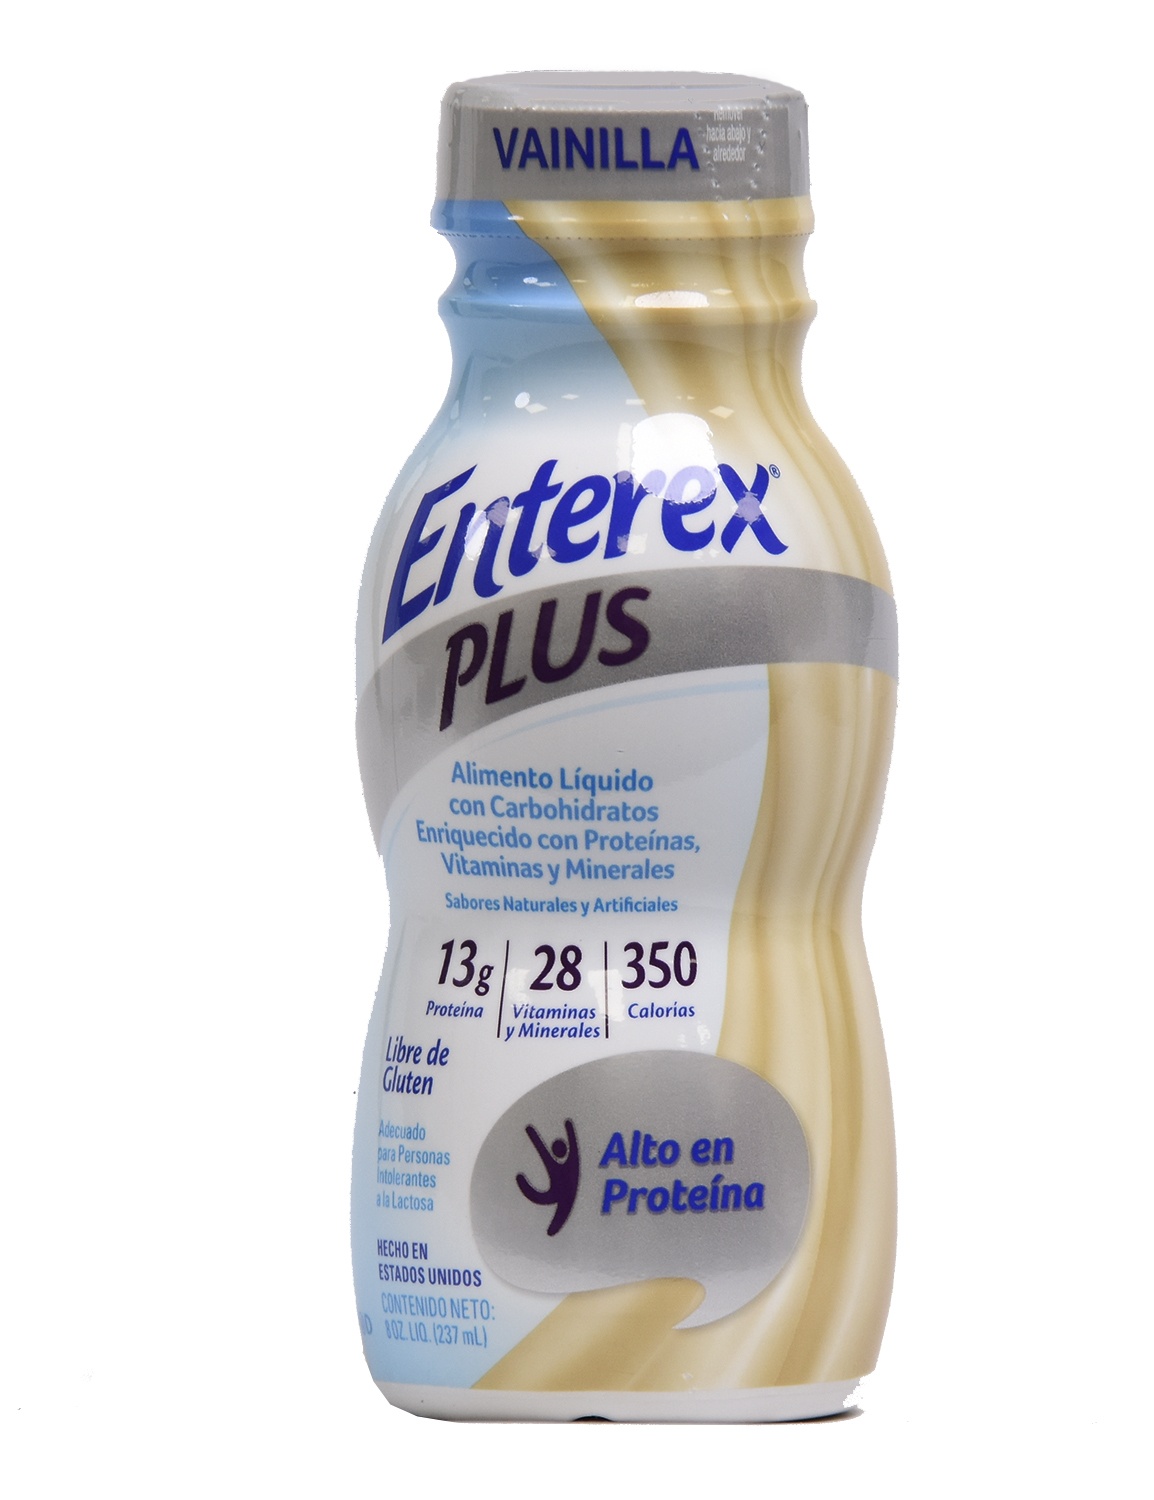 VAINILLA
Remover
hacia abajo y
alrededor
Enterex®
PLUS
Alimento Líquido
con Carbohidratos
Enriquecido con Proteínas,
Vitaminas y Minerales
Sabores Naturales y Artificiales
13g
Proteína
28
Vitaminas
y Minerales
350
Calorías
Libre de
Gluten
Adecuado
para Personas
Intolerantes
a la Lactosa
Alto en
Proteína
HECHO EN
ESTADOS UNIDOS
CONTENIDO NETO:
8 OZ. LIQ. (237 mL)